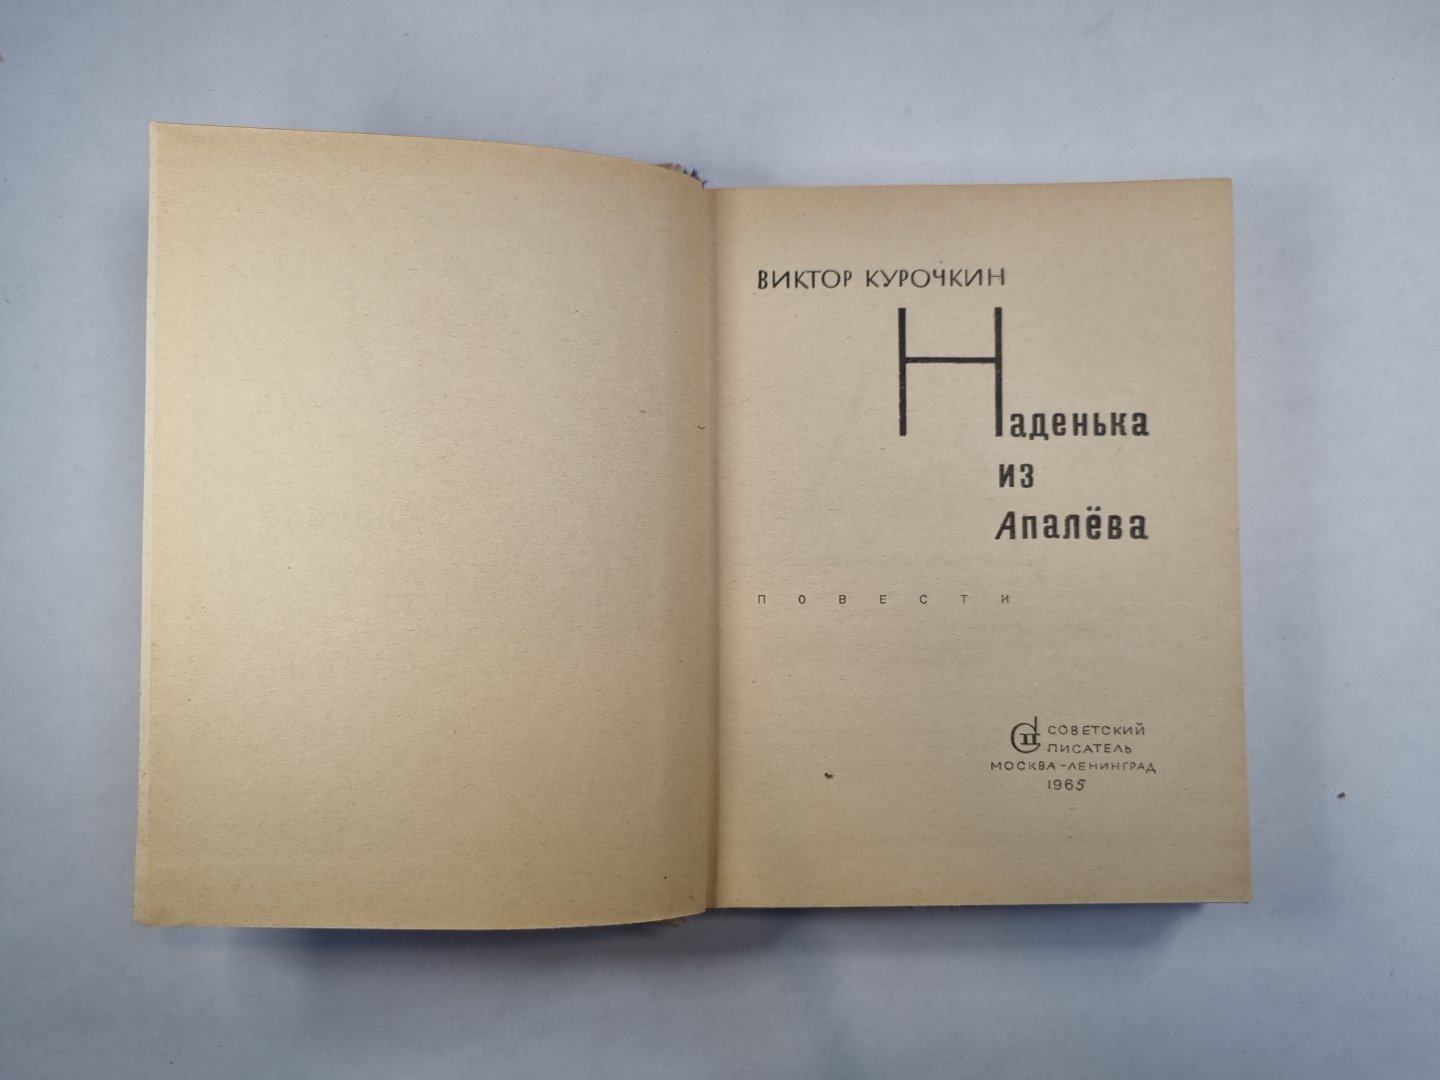 ВИКТОР КУРОЧКИН
Наденька
из
Апалёва
ПОВЕСТИ
СОВЕТСКИЙ
ПИСАТЕЛЬ
МОСКВА-ЛЕНИНГРАД
1965